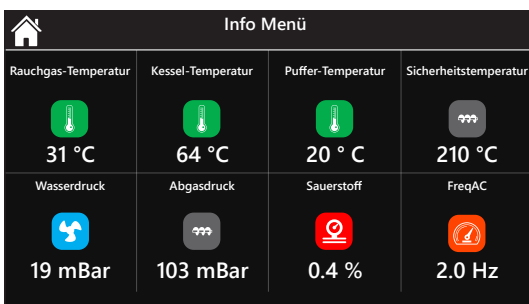 Info Menü
Rauchgas-Temperatur Kessel-Temperatur Puffer-Temperatur Sicherheitstemperatur
31 °C 64 °C 20 ° C 210 °C
Wasserdruck Abgasdruck Sauerstoff FreqAC
19 mBar 103 mBar 0.4 % 2.0 Hz